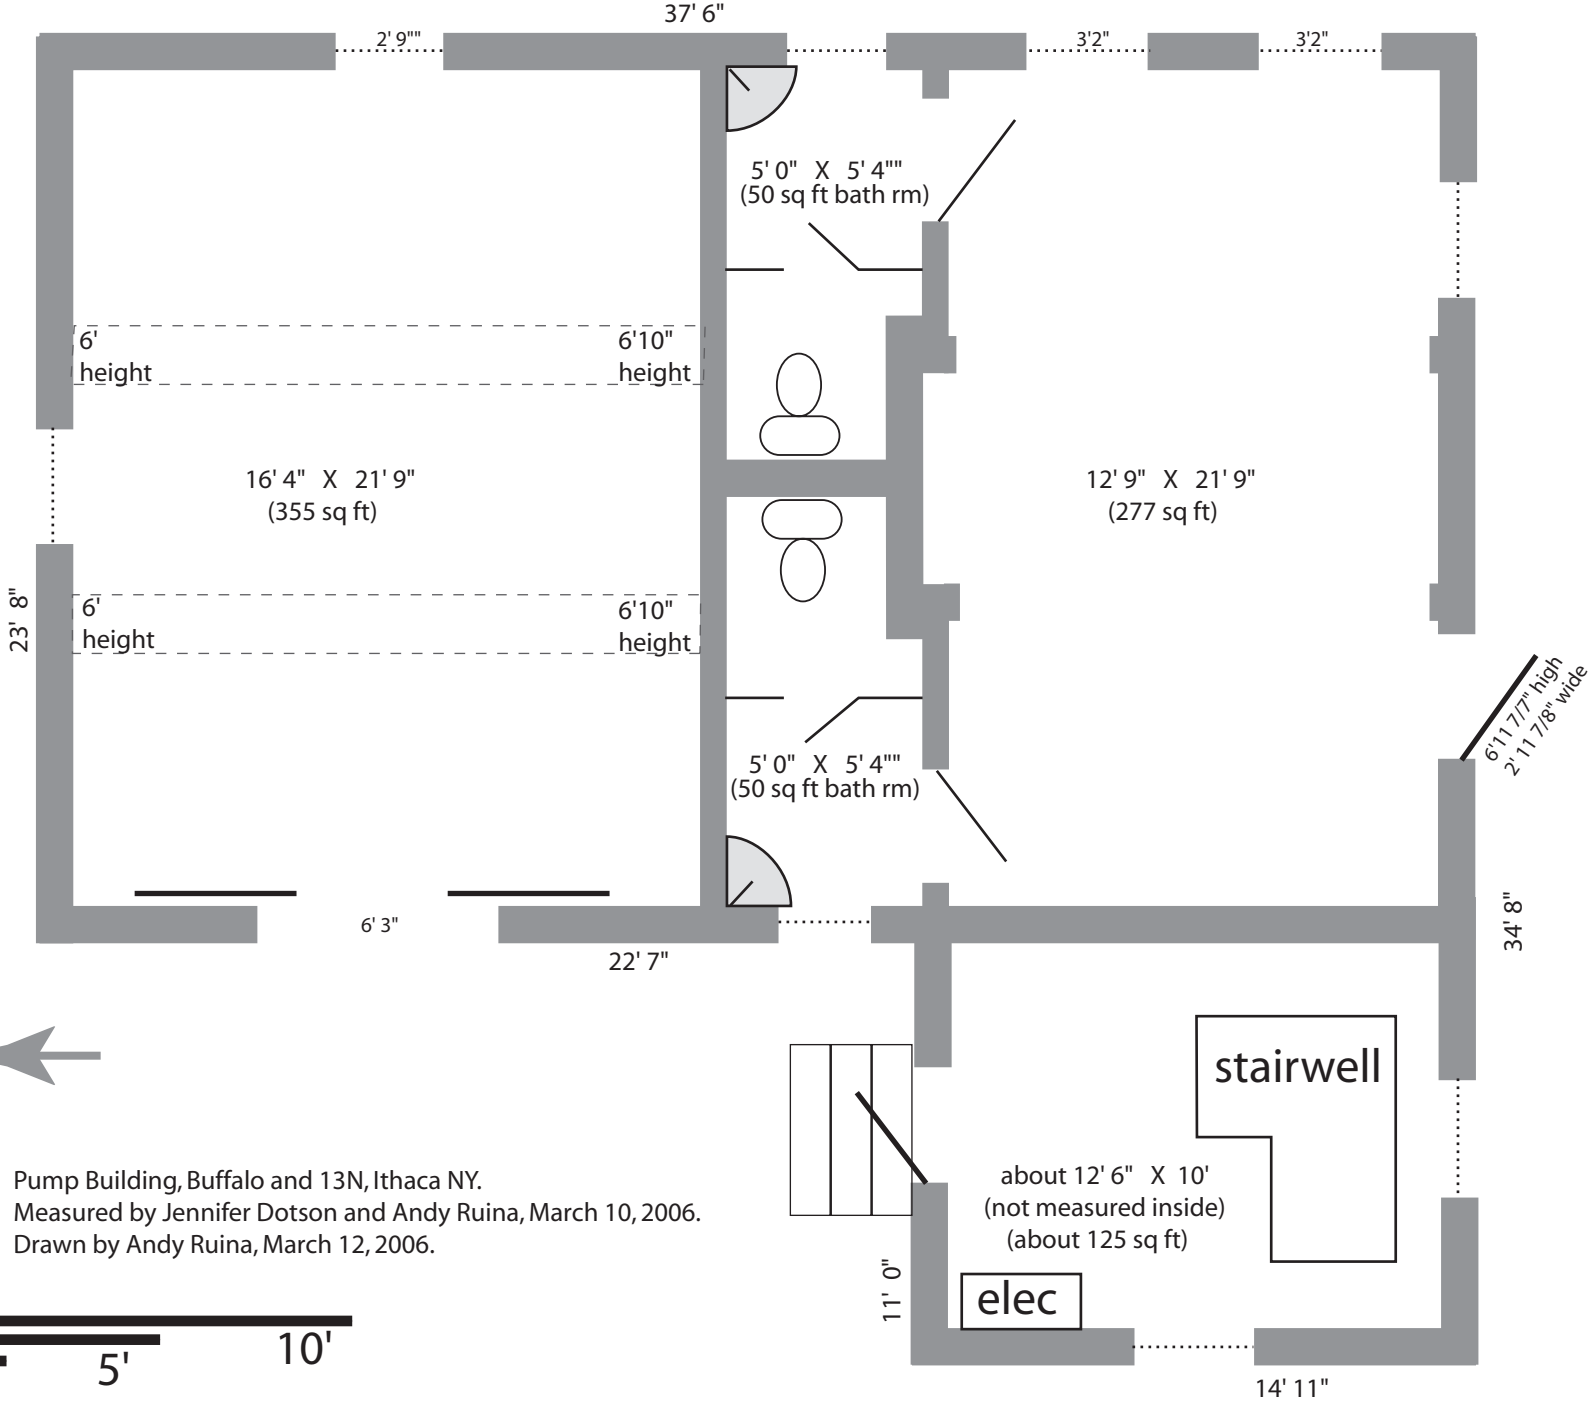 37' 6"
2' 9""
3'2"
3'2"
5' 0" X 5' 4""
(50 sq ft bath rm)
6'
height
6'10"
height
16' 4" X 21' 9"
(355 sq ft)
12' 9" X 21' 9"
(277 sq ft)
23' 8"
6'
height
6'10"
height
6'11 7/7" high
2' 11 7/8" wide
5' 0" X 5' 4""
(50 sq ft bath rm)
6' 3"
22' 7"
34' 8"
stairwell
about 12' 6" X 10'
(not measured inside)
(about 125 sq ft)
11' 0"
elec
14' 11"
Pump Building, Buffalo and 13N, Ithaca NY.
Measured by Jennifer Dotson and Andy Ruina, March 10, 2006.
Drawn by Andy Ruina, March 12, 2006.
10'
5'